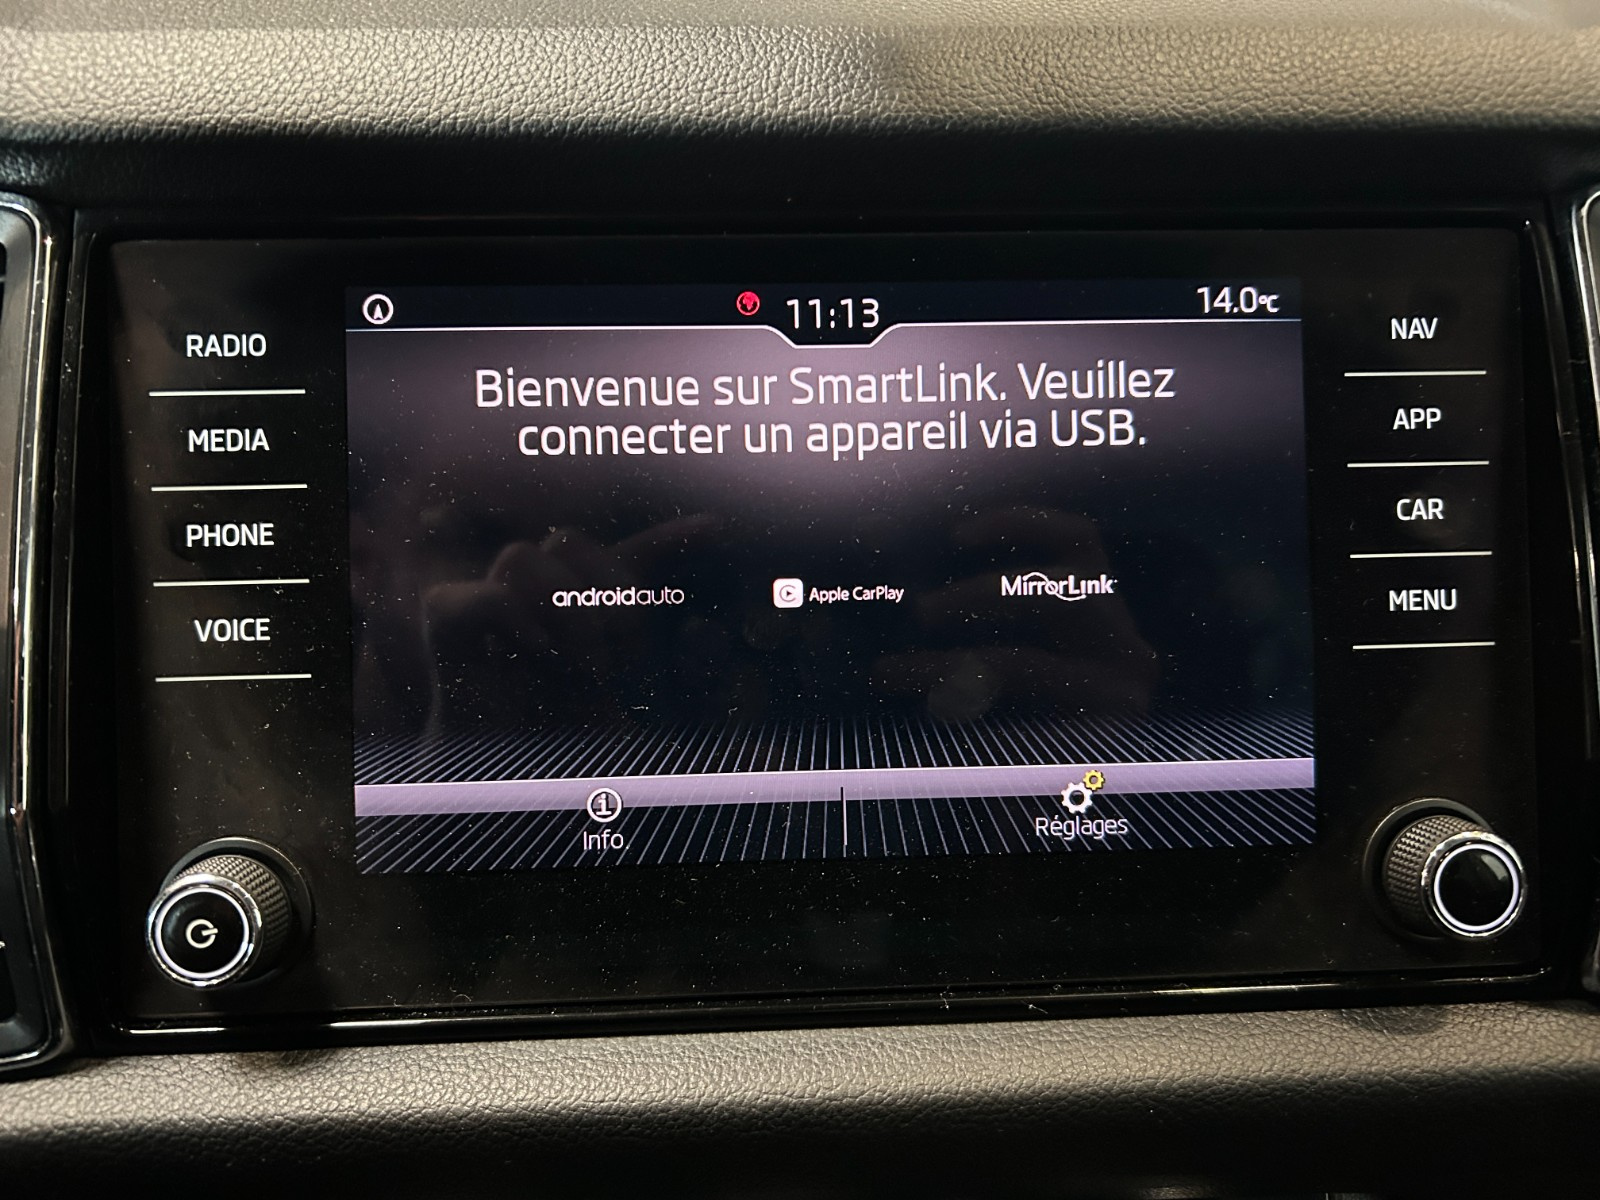 11:13
14.0°C
RADIO
MEDIA
PHONE
VOICE
Bienvenue sur SmartLink. Veuillez
connecter un appareil via USB.
androidauto
Apple CarPlay
MirrorLink
Info
Réglages
NAV
APP
CAR
MENU